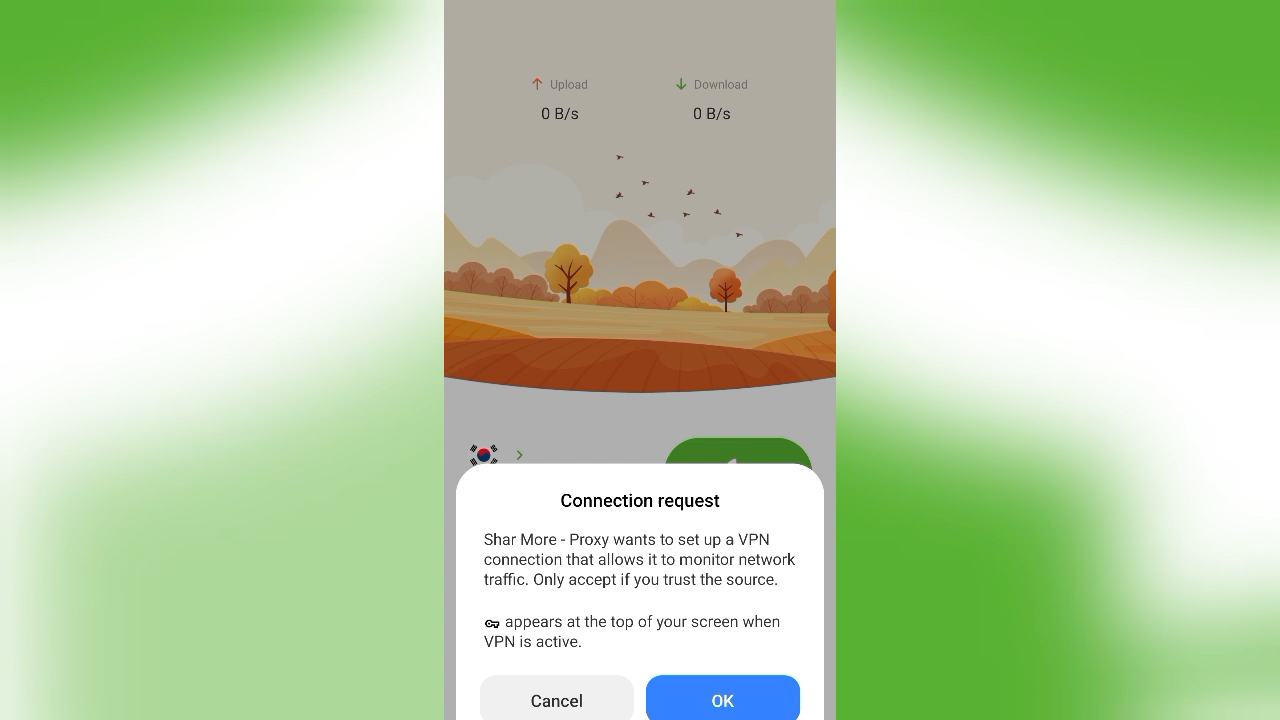 Upload
Download
0 B/s
0 B/s
Connection request
Shar More - Proxy wants to set up a VPN
connection that allows it to monitor network
traffic. Only accept if you trust the source.
appears at the top of your screen when
VPN is active.
Cancel
OK